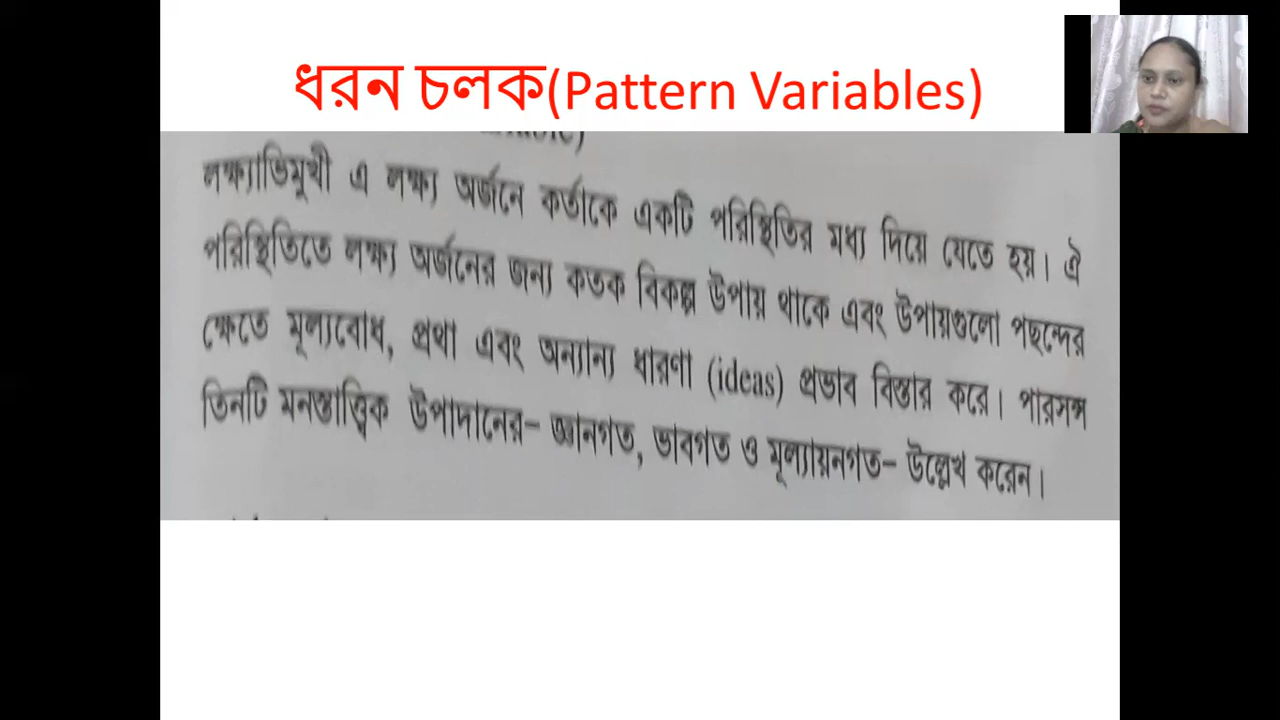 ধরন চলক(Pattern Variables)
লক্ষ্যাভিমুখী এ লক্ষ্য অর্জনে কর্তাকে একটি পরিস্থিতির মধ্য দিয়ে যেতে হয়। ঐ
পরিস্থিতিতে লক্ষ্য অর্জনের জন্য কতক বিকল্প উপায় থাকে এবং উপায়গুলো পছন্দের
ক্ষেতে মূল্যবোধ, প্রথা এবং অন্যান্য ধারণা (ideas) প্রভাব বিস্তার করে। পারসন্স
তিনটি মনস্তাত্ত্বিক উপাদানের– জ্ঞানগত, ভাবগত ও মূল্যায়নগত– উল্লেখ করেন।